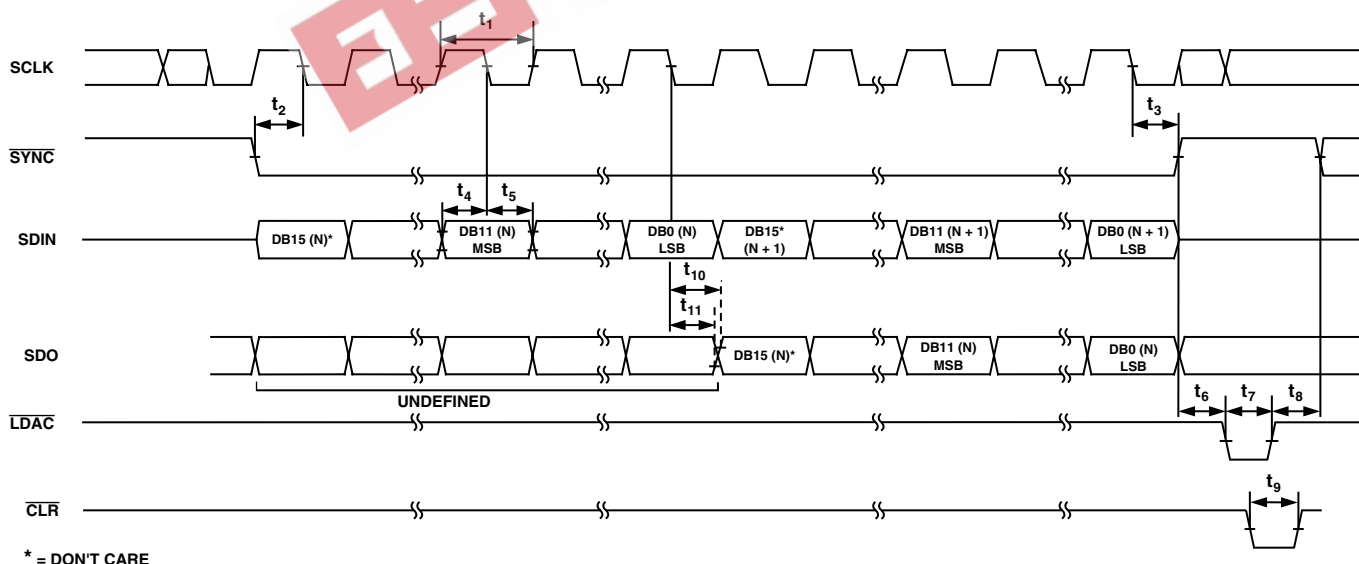 t1
SCLK
t2
t3
SYNC
t4 t5
SDIN DB15 (N)* DB11 (N) MSB DB0 (N) LSB DB15* (N + 1) DB11 (N + 1) MSB DB0 (N + 1) LSB
t10
t11
SDO DB15 (N)* DB11 (N) MSB DB0 (N) LSB
UNDEFINED
t6 t7 t8
LDAC
t9
CLR
* = DON'T CARE